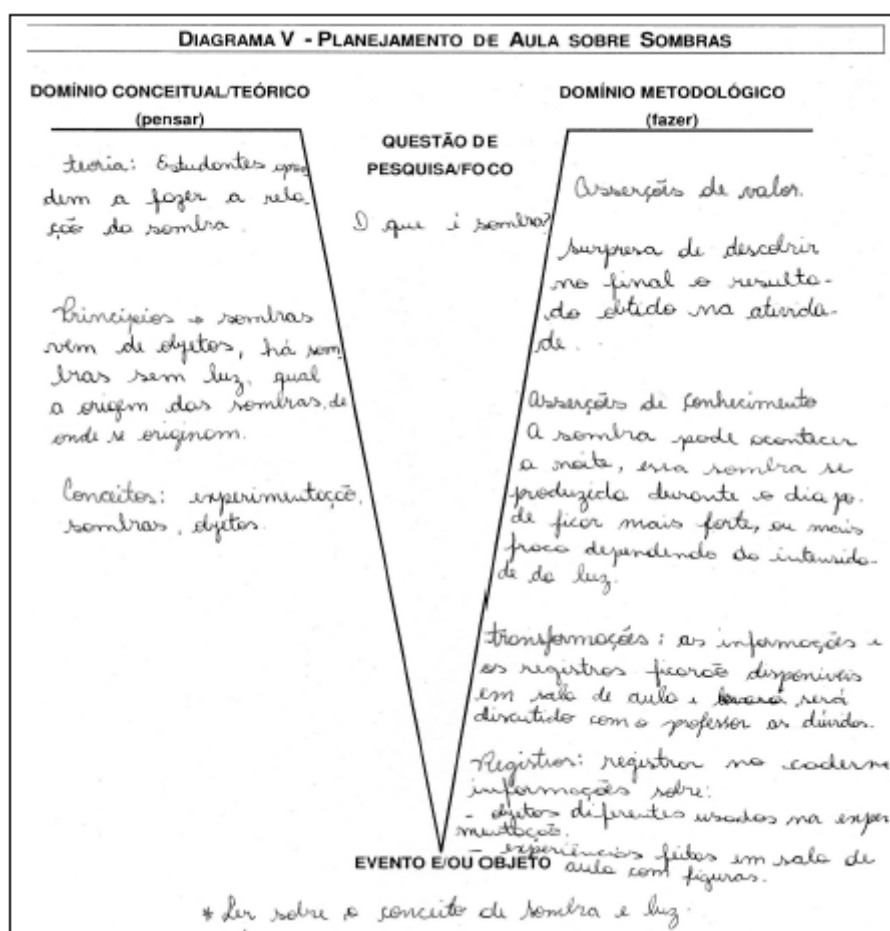 DIAGRAMA V - PLANEJAMENTO DE AULA SOBRE SOMBRAS
DOMÍNIO CONCEITUAL/TEÓRICO
(pensar)
teoria: Estudantes apren
dem a fazer a rela-
ção da sombra.
Princípios o sombras
vem de objetos, há som
bras sem luz, qual
a origem das sombras, de
onde se originam.
Conceitos: experimentação,
sombras, objetos.
QUESTÃO DE
PESQUISA/FOCO
O que é sombra?
DOMÍNIO METODOLÓGICO
(fazer)
Asserções de valor.
surpresa de descobrir
no final o resulta-
do obtido na ativida-
de.
Asserções de conhecimento
A sombra pode acontecer
a noite, essa sombra se
produzida durante o dia po-
de ficar mais forte, ou mais
fraca dependendo da intensida-
de da luz.
transformações: as informações e
os registros ficarão disponíveis
em sala de aula e será
discutido com o professor as dúvidas.
Registros: registrar no caderno
informações sobre:
- objetos diferentes usados na experi
mentação.
- experiências feitas em sala de
aula com figuras.
EVENTO E/OU OBJETO
* Ler sobre o conceito de sombra e luz.